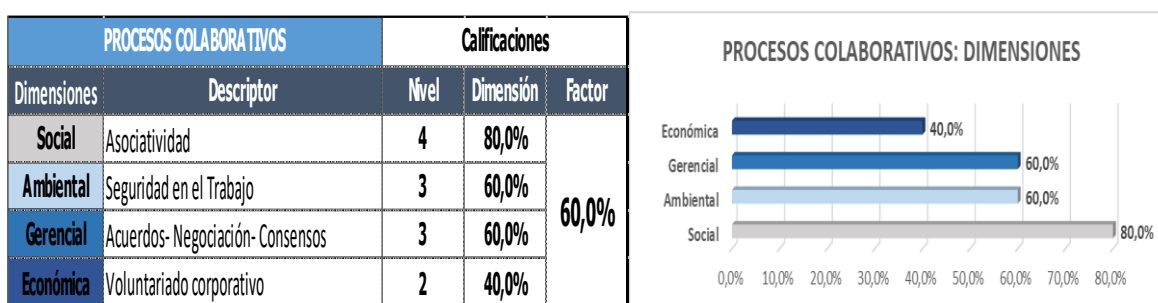 PROCESOS COLABORATIVOS Calificaciones
Dimensiones Descriptor Nivel Dimensión Factor
Social Asociatividad 4 80,0%
Ambiental Seguridad en el Trabajo 3 60,0%
60,0%
Gerencial Acuerdos- Negociación- Consensos 3 60,0%
Económica Voluntariado corporativo 2 40,0%
PROCESOS COLABORATIVOS: DIMENSIONES
Económica 40,0%
Gerencial 60,0%
Ambiental 60,0%
Social 80,0%
0,0% 10,0% 20,0% 30,0% 40,0% 50,0% 60,0% 70,0% 80,0%